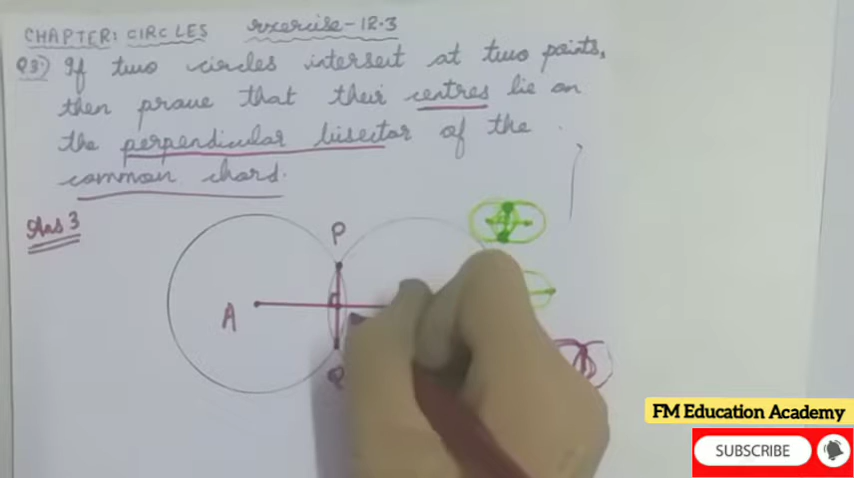 CHAPTER: CIRCLES exercise-12.3
Q3:) If two circles intersect at two points,
then prove that their centres lie on
the perpendicular bisector of the
common chord.
Ans 3
P
A
Q
FM Education Academy
SUBSCRIBE